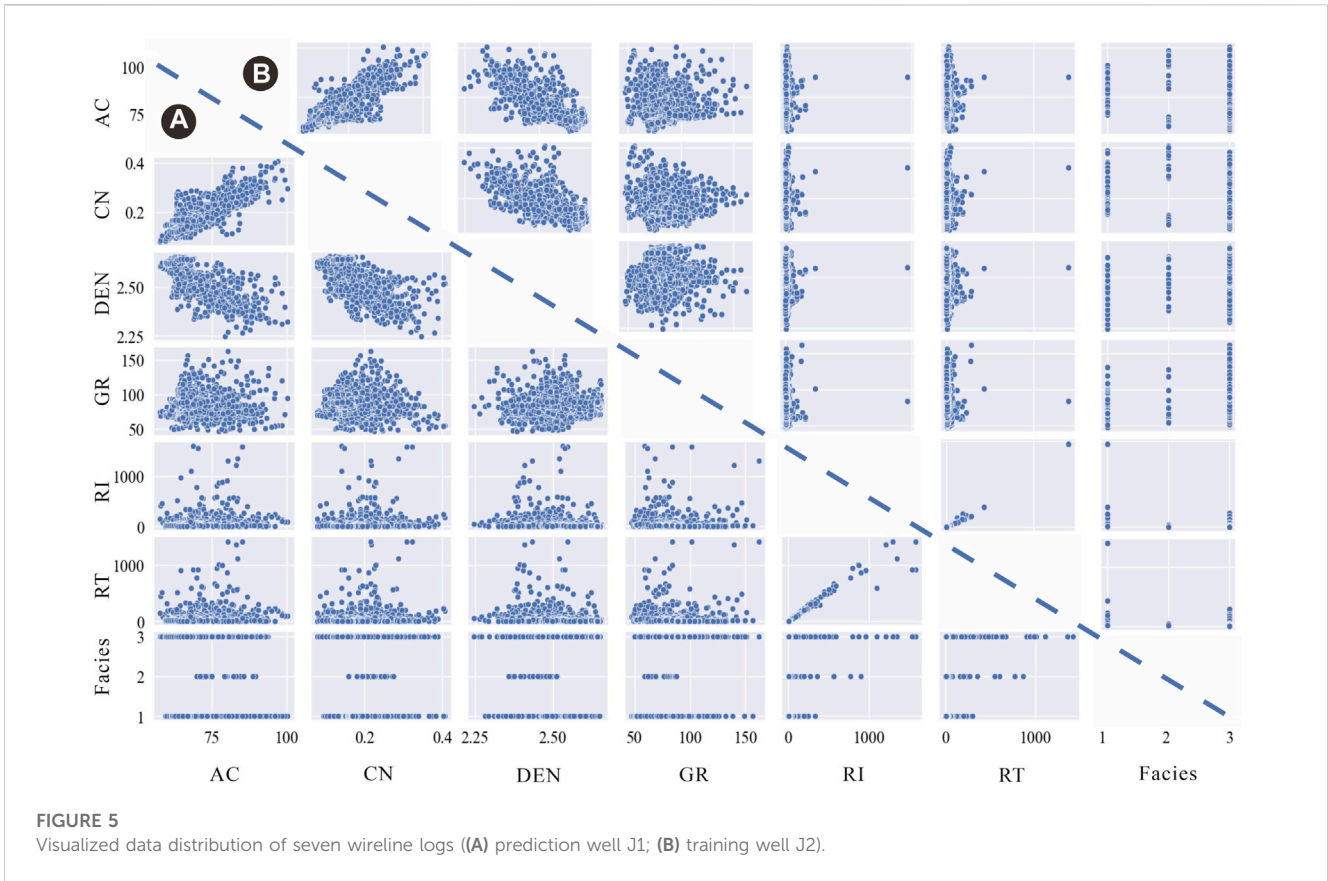 B
A
100
75
AC
0.4
0.2
CN
2.50
2.25
DEN
150
100
50
GR
1000
0
RI
1000
0
RT
3
2
1
Facies
75 100 0.2 0.4 2.25 2.50 50 100 150 0 1000 0 1000 1 2 3
AC CN DEN GR RI RT Facies
FIGURE 5
Visualized data distribution of seven wireline logs ((A) prediction well J1; (B) training well J2).